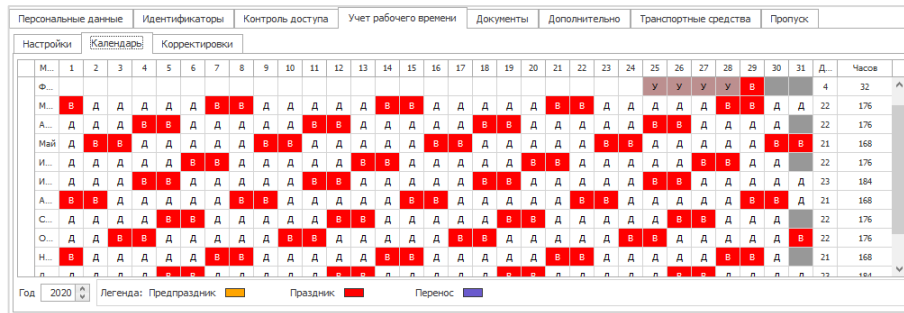 Персональные данные Идентификаторы Контроль доступа Учет рабочего времени Документы Дополнительно Транспортные средства Пропуск
Настройки Календарь Корректировки
М... 1 2 3 4 5 6 7 8 9 10 11 12 13 14 15 16 17 18 19 20 21 22 23 24 25 26 27 28 29 30 31 Д... Часов
Ф... У У У У В 4 32
М... В Д Д Д Д Д В В Д Д Д Д Д В В Д Д Д Д Д В В Д Д Д Д Д В В Д Д 22 176
А... Д Д Д В В Д Д Д Д Д В В Д Д Д Д Д В В Д Д Д Д Д В В Д Д Д Д 22 176
Май Д В В Д Д Д Д Д В В Д Д Д Д Д В В Д Д Д Д Д В В Д Д Д Д Д В В 21 168
И... Д Д Д Д Д В В Д Д Д Д Д В В Д Д Д Д Д В В Д Д Д Д Д В В Д Д 22 176
И... Д Д Д В В Д Д Д Д Д В В Д Д Д Д Д В В Д Д Д Д Д В В Д Д Д Д Д 23 184
А... В В Д Д Д Д Д В В Д Д Д Д Д В В Д Д Д Д Д В В Д Д Д Д Д В В Д 21 168
С... Д Д Д Д В В Д Д Д Д Д В В Д Д Д Д Д В В Д Д Д Д Д В В Д Д Д 22 176
О... Д Д В В Д Д Д Д Д В В Д Д Д Д Д В В Д Д Д Д Д В В Д Д Д Д Д В 22 176
Н... В Д Д Д Д Д В В Д Д Д Д Д В В Д Д Д Д Д В В Д Д Д Д Д В В Д 21 168
Д... Д Д Д Д В В Д Д Д Д Д В В Д Д Д Д Д В В Д Д Д Д Д В В Д Д Д Д 23 184
Год 2020 Легенда: Предпраздник Праздник Перенос